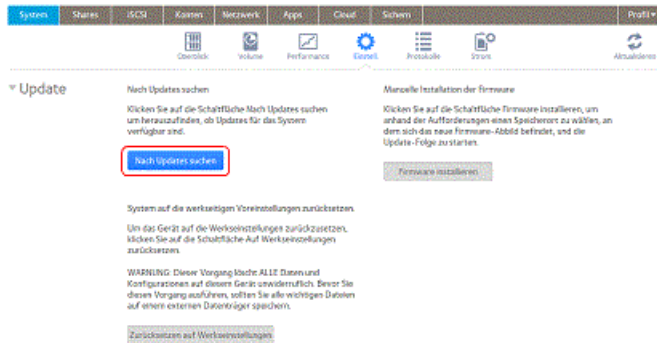 System Shares iSCSI Konten Netzwerk Apps Cloud Sichern Profil
Überblick Volume Performance Einstell. Protokolle Strom Aktualisieren
Update
Nach Updates suchen
Klicken Sie auf die Schaltfläche Nach Updates suchen
um herauszufinden, ob Updates für das System
verfügbar sind.
Nach Updates suchen
Manuelle Installation der Firmware
Klicken Sie auf die Schaltfläche Firmware installieren, um
anhand der Aufforderungen einen Speicherort zu wählen, an
dem sich das neue Firmware-Abbild befindet, und die
Update-Folge zu starten.
Firmware installieren
System auf die werkseitigen Voreinstellungen zurücksetzen.
Um das Gerät auf die Werkseinstellungen zurückzusetzen,
klicken Sie auf die Schaltfläche Auf Werkseinstellungen
zurücksetzen.
WARNUNG: Dieser Vorgang löscht ALLE Daten und
Konfigurationen auf diesem Gerät unwiderruflich. Bevor Sie
diesen Vorgang ausführen, sollten Sie alle wichtigen Dateien
auf einem externen Datenträger speichern.
Zurücksetzen auf Werkseinstellungen